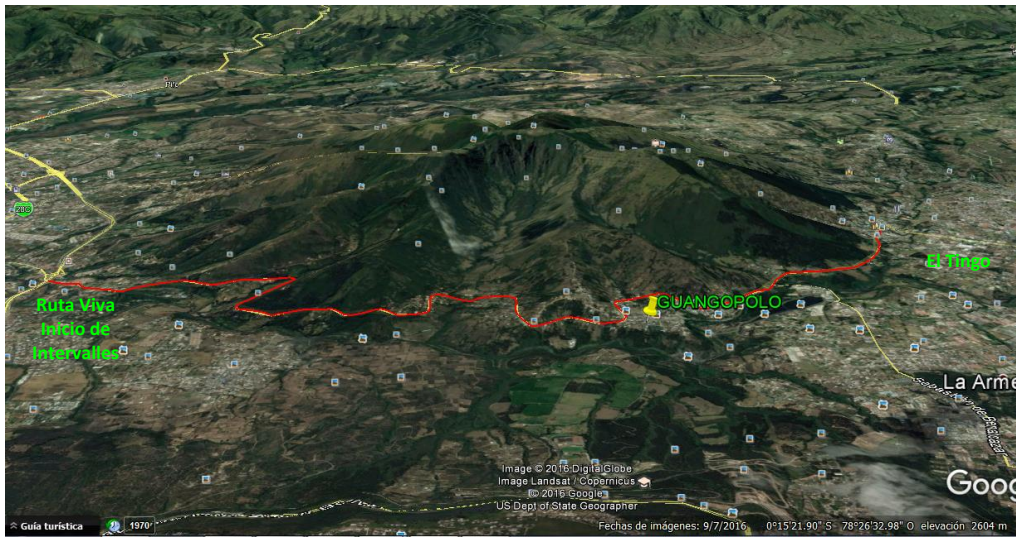 28C
GUANGOPOLO
El Tingo
Ruta Viva
Inicio de
Intervalles
La Arme
Image © 2016 DigitalGlobe
Image Landsat / Copernicus
© 2016 Google
US Dept of State Geographer
Goog
Guía turística
1970
Fechas de imágenes: 9/7/2016 0°15'21.90" S 78°26'32.98" O elevación 2604 m